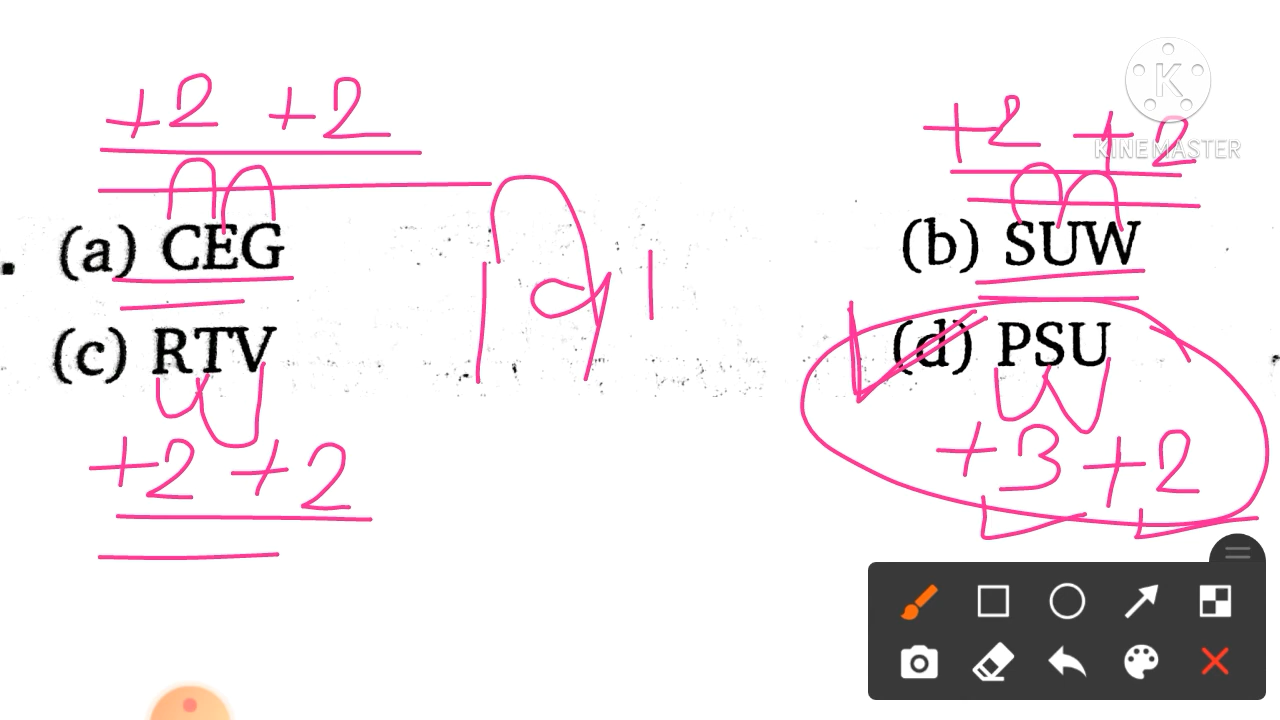 +2 +2
+2 +2
KINEMASTER
(a) CEG
(b) SUW
(c) RTV
(d) PSU
+2 +2
+3 +2